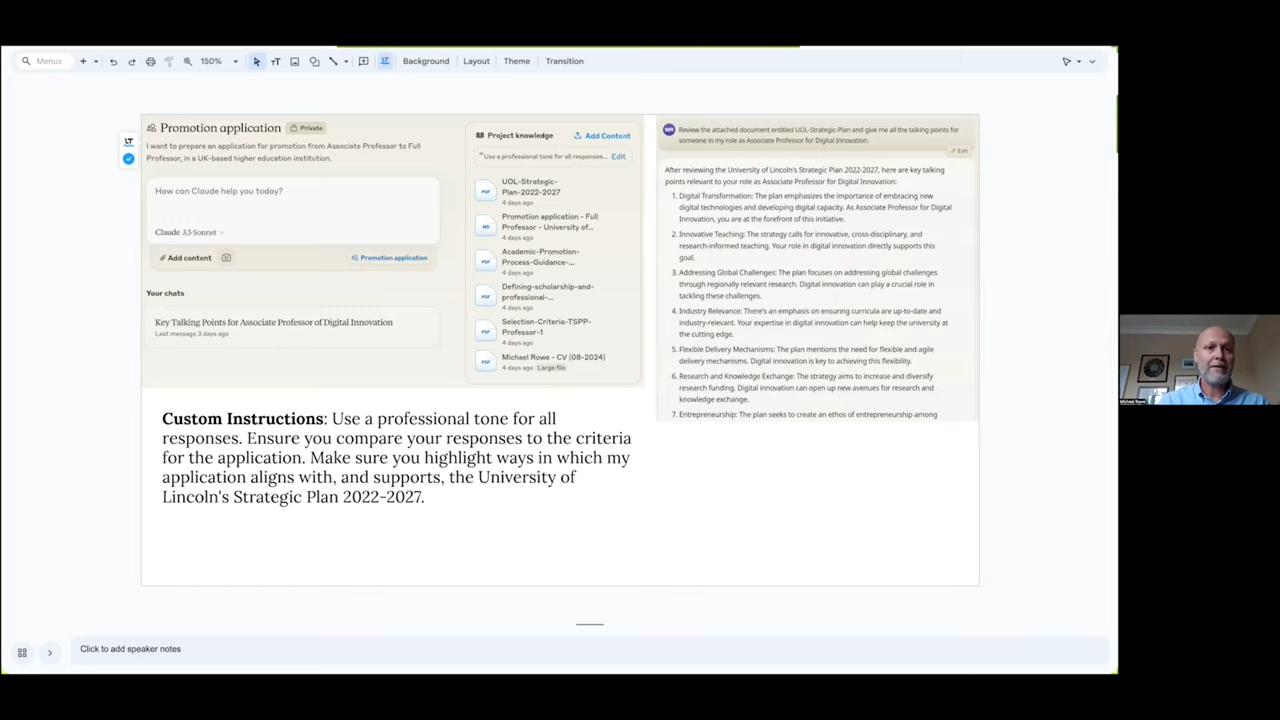 Menus
150%
Background
Layout
Theme
Transition
Promotion application
Private
I want to prepare an application for promotion from Associate Professor to Full
Professor, in a UK-based higher education institution.
How can Claude help you today?
Claude 3.5 Sonnet
Add content
Promotion application
Your chats
Key Talking Points for Associate Professor of Digital Innovation
Last message 3 days ago
Project knowledge
Add Content
"Use a professional tone for all responses...
Edit
PDF
UOL-Strategic-
Plan-2022-2027
4 days ago
MD
Promotion application - Full
Professor - University of...
4 days ago
PDF
Academic-Promotion-
Process-Guidance-...
4 days ago
PDF
Defining-scholarship-and-
professional-...
4 days ago
PDF
Selection-Criteria-TSPP-
Professor-1
4 days ago
PDF
Michael Rowe - CV (08-2024)
4 days ago
Large file
MR
Review the attached document entitled UOL-Strategic-Plan and give me all the talking points for
someone in my role as Associate Professor for Digital Innovation.
Edit
After reviewing the University of Lincoln's Strategic Plan 2022-2027, here are key talking
points relevant to your role as Associate Professor for Digital Innovation:
1. Digital Transformation: The plan emphasizes the importance of embracing new
digital technologies and developing digital capacity. As Associate Professor for Digital
Innovation, you are at the forefront of this initiative.
2. Innovative Teaching: The strategy calls for innovative, cross-disciplinary, and
research-informed teaching. Your role in digital innovation directly supports this
goal.
3. Addressing Global Challenges: The plan focuses on addressing global challenges
through regionally relevant research. Digital innovation can play a crucial role in
tackling these challenges.
4. Industry Relevance: There's an emphasis on ensuring curricula are up-to-date and
industry-relevant. Your expertise in digital innovation can help keep the university at
the cutting edge.
5. Flexible Delivery Mechanisms: The plan mentions the need for flexible and agile
delivery mechanisms. Digital innovation is key to achieving this flexibility.
6. Research and Knowledge Exchange: The strategy aims to increase and diversify
research funding. Digital innovation can open up new avenues for research and
knowledge exchange.
7. Entrepreneurship: The plan seeks to create an ethos of entrepreneurship among
Custom Instructions: Use a professional tone for all
responses. Ensure you compare your responses to the criteria
for the application. Make sure you highlight ways in which my
application aligns with, and supports, the University of
Lincoln's Strategic Plan 2022-2027.
Click to add speaker notes
Michael Rowe